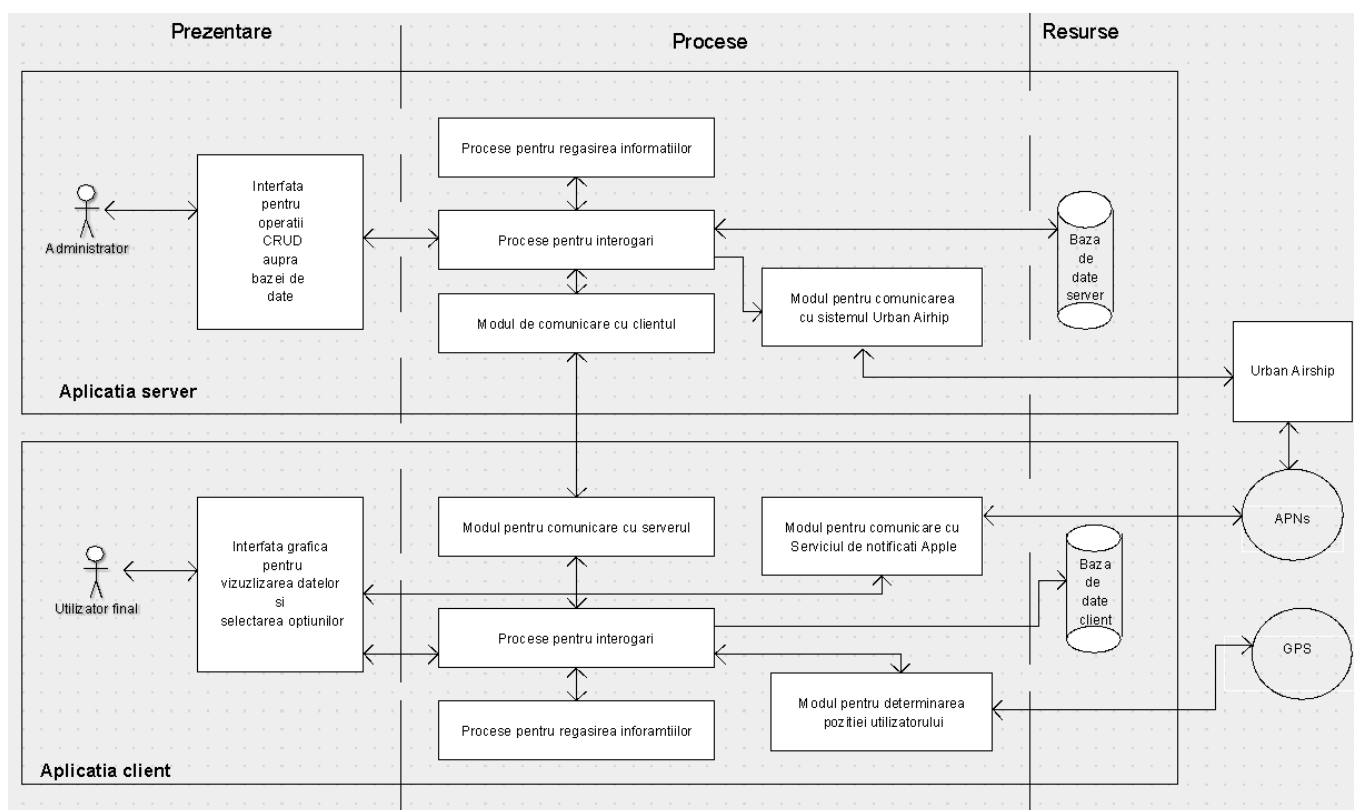 Prezentare
Procese
Resurse
Procese pentru regasirea informatiilor
Interfata
pentru
operatii
CRUD
aupra
bazei de
date
Administrator
Procese pentru interogari
Baza
de
date
server
Modul pentru comunicarea
cu sistemul Urban Airhip
Modul de comunicare cu clientul
Urban Airship
Aplicatia server
Modul pentru comunicare cu serverul
Modul pentru comunicare cu
Serviciul de notificati Apple
APNs
Interfata grafica
pentru
vizuzlizarea datelor
si
selectarea optiunilor
Baza
de
date
client
Utilizator final
Procese pentru interogari
GPS
Modul pentru determinarea
pozitiei utilizatorului
Procese pentru regasirea inforamtiilor
Aplicatia client